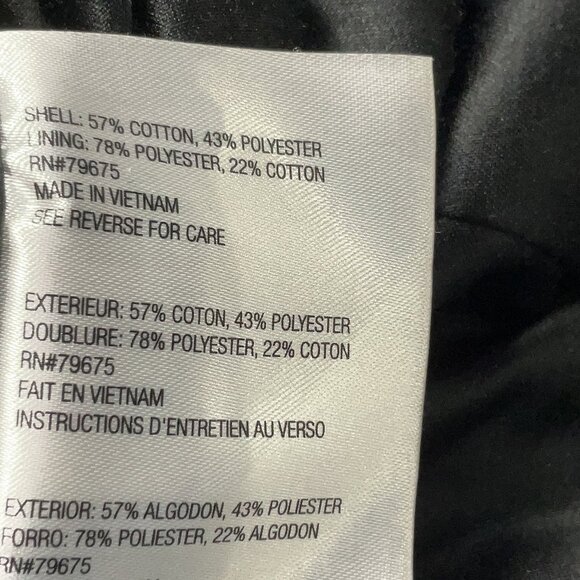 SHELL: 57% COTTON, 43% POLYESTER
LINING: 78% POLYESTER, 22% COTTON
RN#79675
MADE IN VIETNAM
SEE REVERSE FOR CARE
EXTERIEUR: 57% COTON, 43% POLYESTER
DOUBLURE: 78% POLYESTER, 22% COTON
RN#79675
FAIT EN VIETNAM
INSTRUCTIONS D'ENTRETIEN AU VERSO
EXTERIOR: 57% ALGODON, 43% POLIESTER
FORRO: 78% POLIESTER, 22% ALGODON
RN#79675